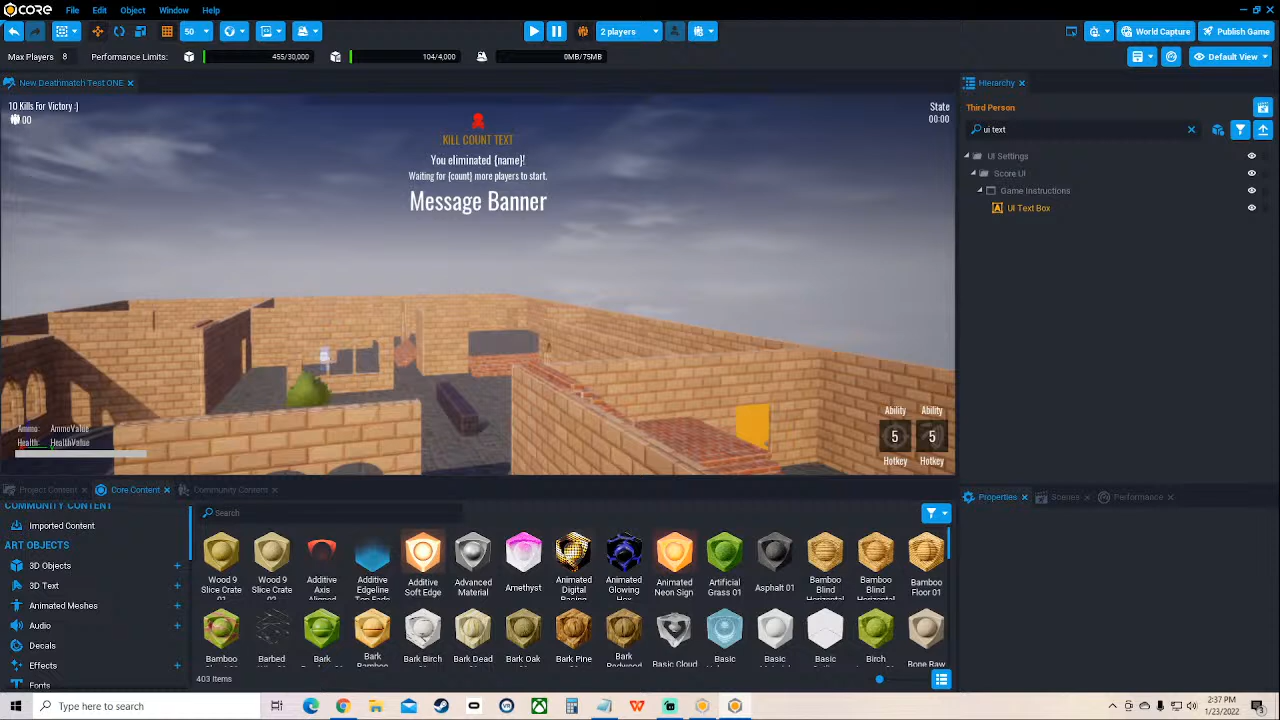 CORE
File Edit Object Window Help
50
2 players
World Capture
Publish Game
Max Players 8 Performance Limits: 455/30,000 104/4,000 0MB/75MB
Default View
New Deathmatch Test ONE
Hierarchy
10 Kills For Victory :)
00
State
00:00
KILL COUNT TEXT
You eliminated {name}!
Waiting for {count} more players to start.
Message Banner
Third Person
ui text
UI Settings
Score UI
Game Instructions
UI Text Box
Ammo: AmmoValue
Health: HealthValue
Ability Ability
5 5
Hotkey Hotkey
Project Content Core Content Community Content
Properties Scenes Performance
COMMUNITY CONTENT
Imported Content
ART OBJECTS
3D Objects
3D Text
Animated Meshes
Audio
Decals
Effects
Fonts
Search
Wood 9 Slice Crate
Wood 9 Slice Crate
Additive Axis Aligned
Additive Edgeline
Additive Soft Edge
Advanced Material
Amethyst
Animated Digital
Animated Glowing
Animated Neon Sign
Artificial Grass 01
Asphalt 01
Bamboo Blind Horizontal
Bamboo Blind
Bamboo Floor 01
Bamboo
Barbed
Bark
Bark Bamboo
Bark Birch
Bark Dead
Bark Oak
Bark Pine
Bark Redwood
Basic Cloud
Basic
Basic
Basic
Birch
Bone Raw
403 Items
Type here to search
2:37 PM
1/23/2022